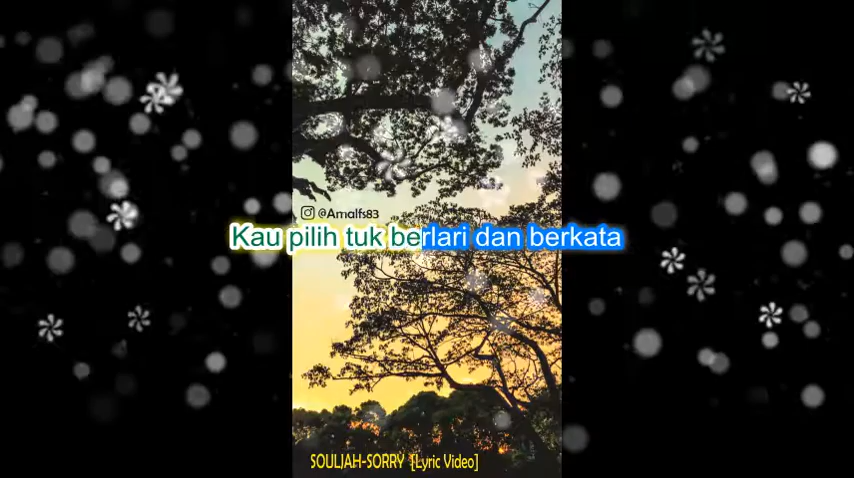 @Amalfs83
Kau pilih tuk berlari dan berkata
SOULJAH-SORRY [Lyric Video]